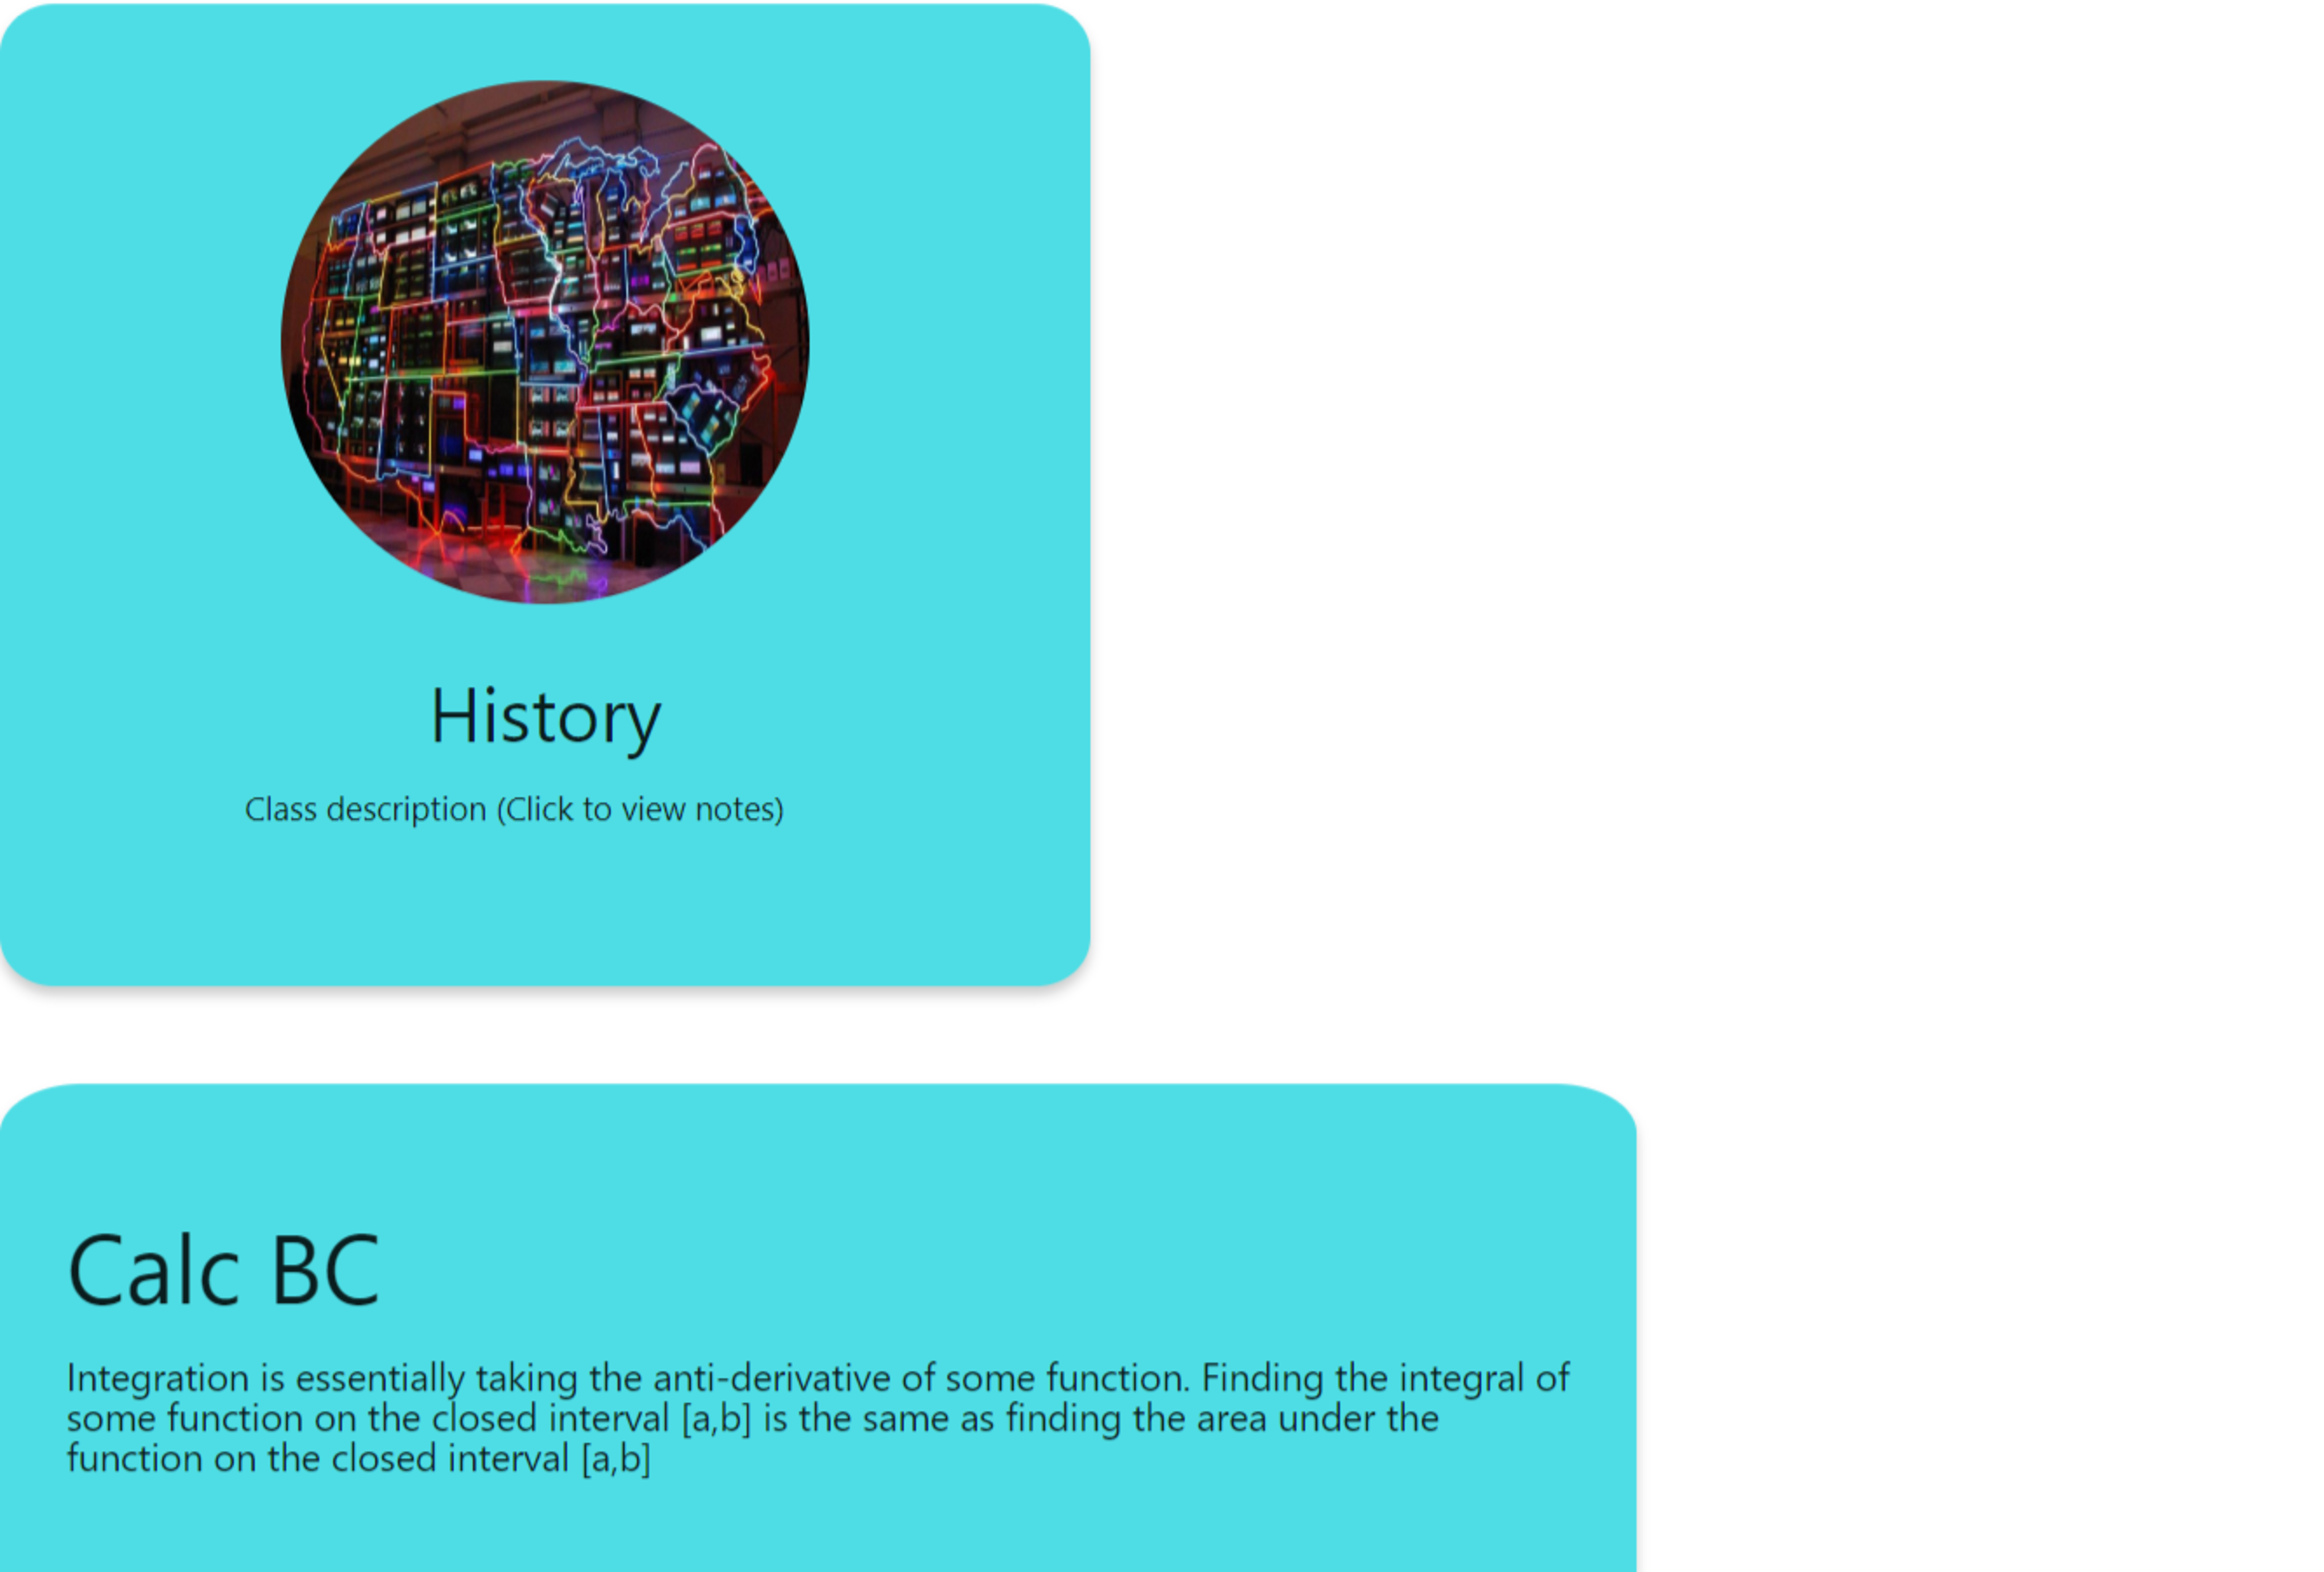 History
Class description (Click to view notes)
Calc BC
Integration is essentially taking the anti-derivative of some function. Finding the integral of
some function on the closed interval [a,b] is the same as finding the area under the
function on the closed interval [a,b]